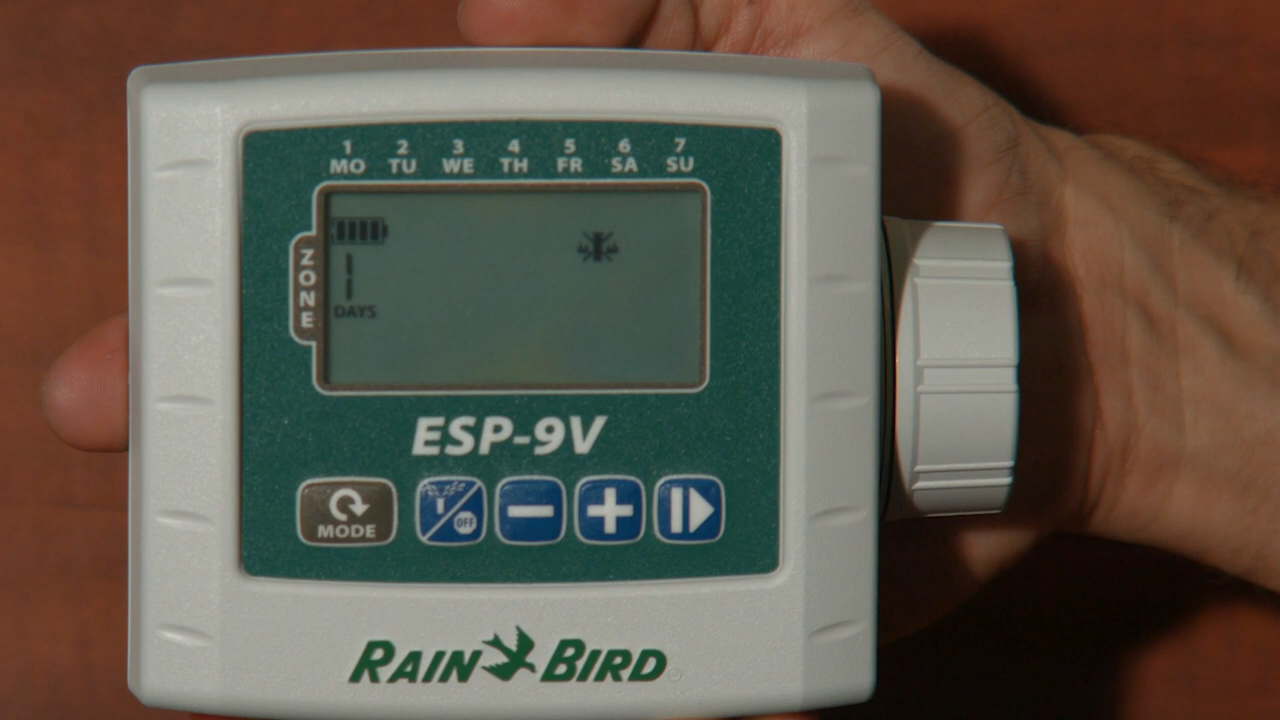 1 2 3 4 5 6 7
MO TU WE TH FR SA SU
ZONE
1
DAYS
ESP-9V
MODE
OFF
RAIN BIRD